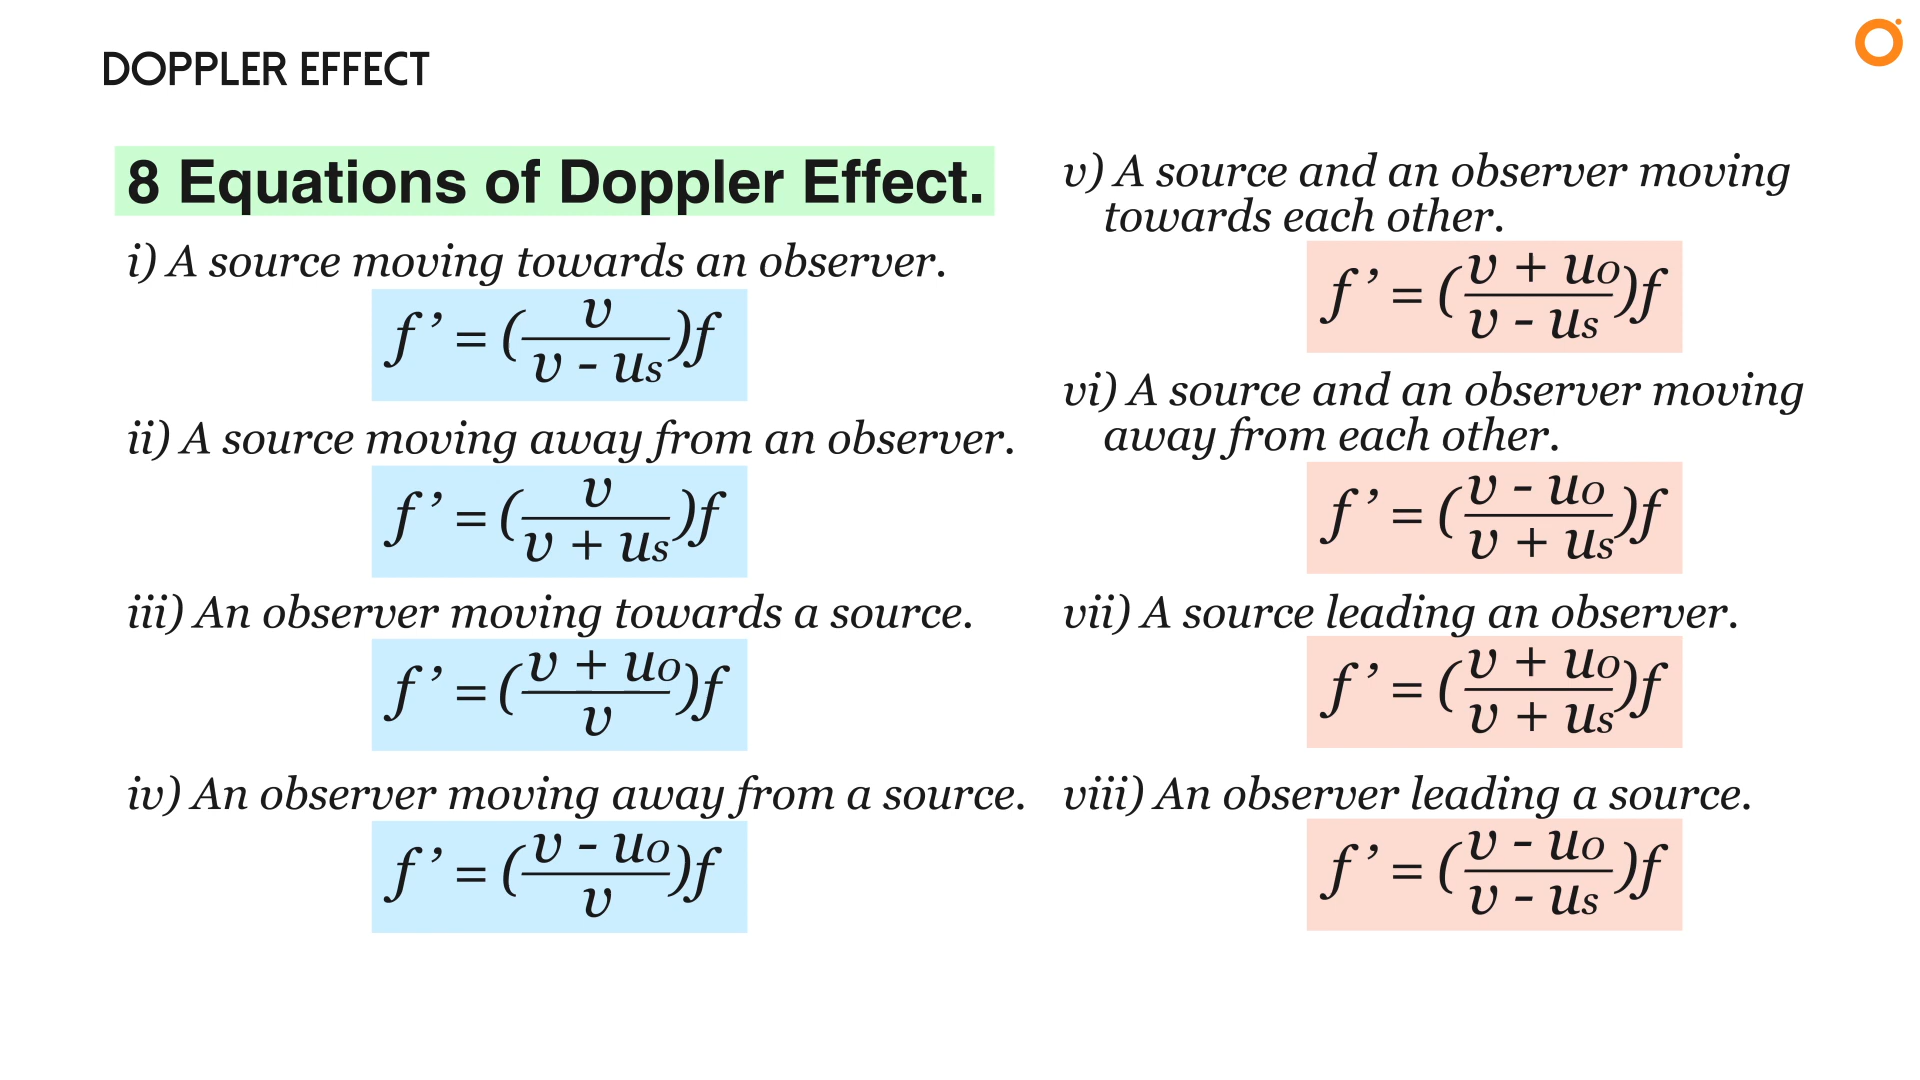 DOPPLER EFFECT
8 Equations of Doppler Effect.
i) A source moving towards an observer.
f’ = (v / v - us)f
ii) A source moving away from an observer.
f’ = (v / v + us)f
iii) An observer moving towards a source.
f’ = (v + uo / v)f
iv) An observer moving away from a source.
f’ = (v - uo / v)f
v) A source and an observer moving
towards each other.
f’ = (v + uo / v - us)f
vi) A source and an observer moving
away from each other.
f’ = (v - uo / v + us)f
vii) A source leading an observer.
f’ = (v + uo / v + us)f
viii) An observer leading a source.
f’ = (v - uo / v - us)f